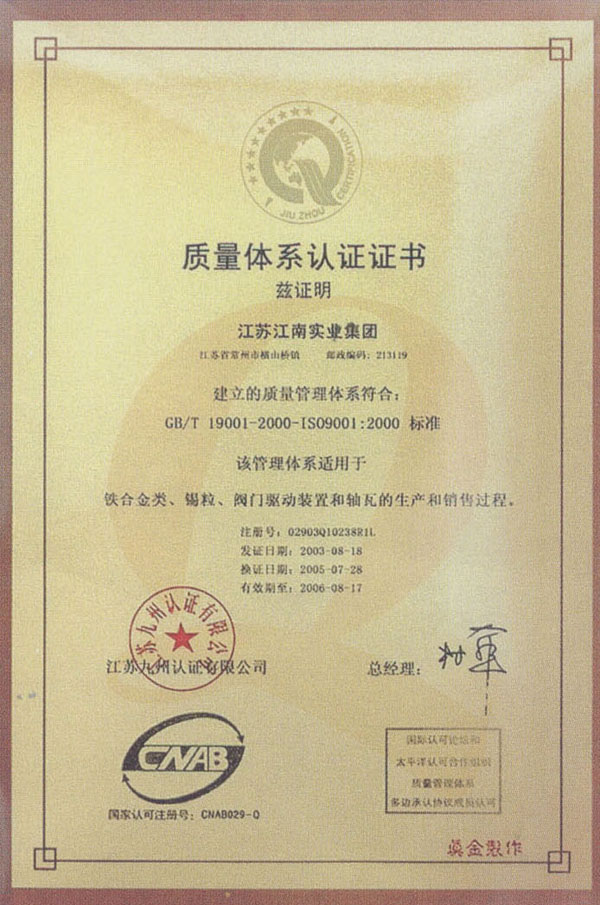 CERTIFICATION
JIU ZHOU
质量体系认证证书
兹证明
江苏江南实业集团
江苏省常州市横山桥镇 邮政编码：213119
建立的质量管理体系符合：
GB/T 19001-2000-ISO9001:2000 标准
该管理体系适用于
铁合金类、锡粒、阀门驱动装置和轴瓦的生产和销售过程。
注册号：02903Q10238R1L
发证日期：2003-08-18
换证日期：2005-07-28
有效期至：2006-08-17
江苏九州认证有限公司
江苏九州认证有限公司
总经理：
CNAB
国家认可注册号：CNAB029-Q
国际认可论坛和
太平洋认可合作组织
质量管理体系
多边承认协议成员认可
真金製作